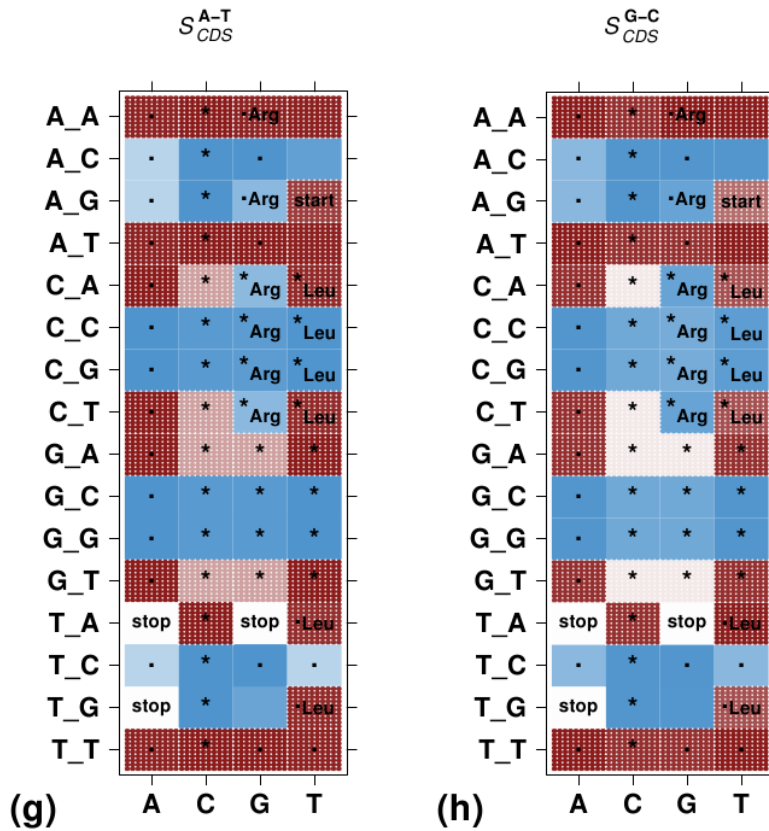 S_CDS^A–T
A_A · * ·Arg
A_C · * ·
A_G · * ·Arg start
A_T · * ·
C_A · * *Arg *Leu
C_C · * *Arg *Leu
C_G · * *Arg *Leu
C_T · * *Arg *Leu
G_A · * * *
G_C · * * *
G_G · * * *
G_T · * * *
T_A stop * stop ·Leu
T_C · * · ·
T_G stop * ·Leu
T_T · * · ·
A C G T
(g)
S_CDS^G–C
A_A · * ·Arg
A_C · * ·
A_G · * ·Arg start
A_T · * ·
C_A · * *Arg *Leu
C_C · * *Arg *Leu
C_G · * *Arg *Leu
C_T · * *Arg *Leu
G_A · * * *
G_C · * * *
G_G · * * *
G_T · * * *
T_A stop * stop ·Leu
T_C · * · ·
T_G stop * ·Leu
T_T · * · ·
A C G T
(h)